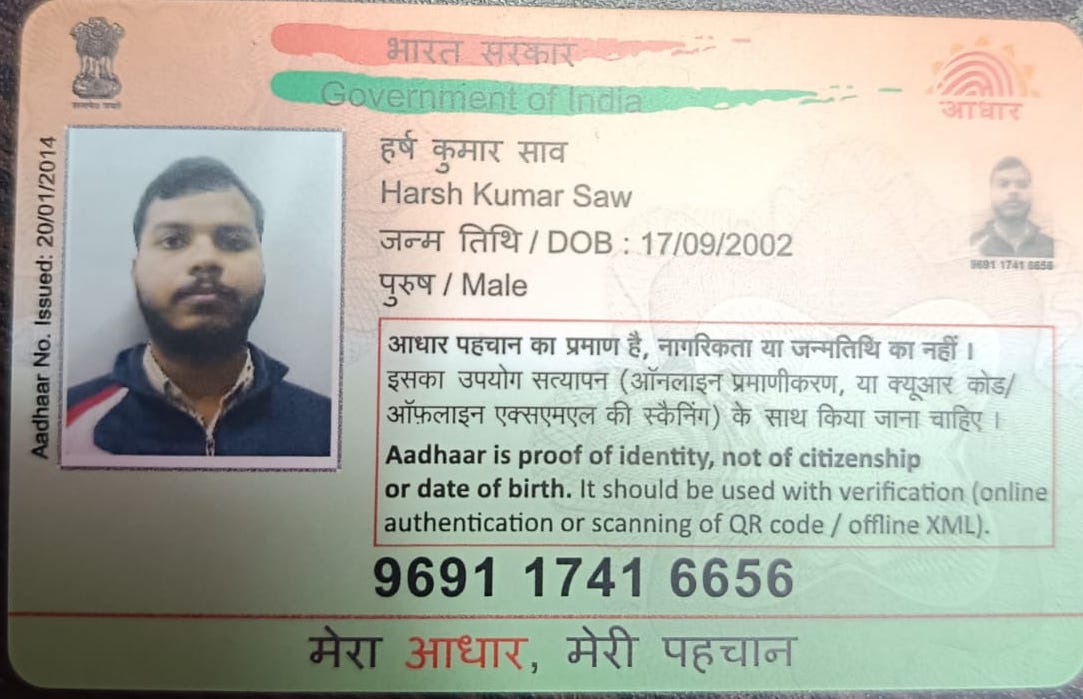 भारत सरकार
Government of India
आधार
Aadhaar No. Issued: 20/01/2014
हर्ष कुमार साव
Harsh Kumar Saw
जन्म तिथि / DOB : 17/09/2002
पुरुष / Male
9691 1741 6656
आधार पहचान का प्रमाण है, नागरिकता या जन्मतिथि का नहीं ।
इसका उपयोग सत्यापन (ऑनलाइन प्रमाणीकरण, या क्यूआर कोड/
ऑफ़लाइन एक्सएमएल की स्कैनिंग) के साथ किया जाना चाहिए ।
Aadhaar is proof of identity, not of citizenship
or date of birth. It should be used with verification (online
authentication or scanning of QR code / offline XML).
9691 1741 6656
मेरा आधार, मेरी पहचान